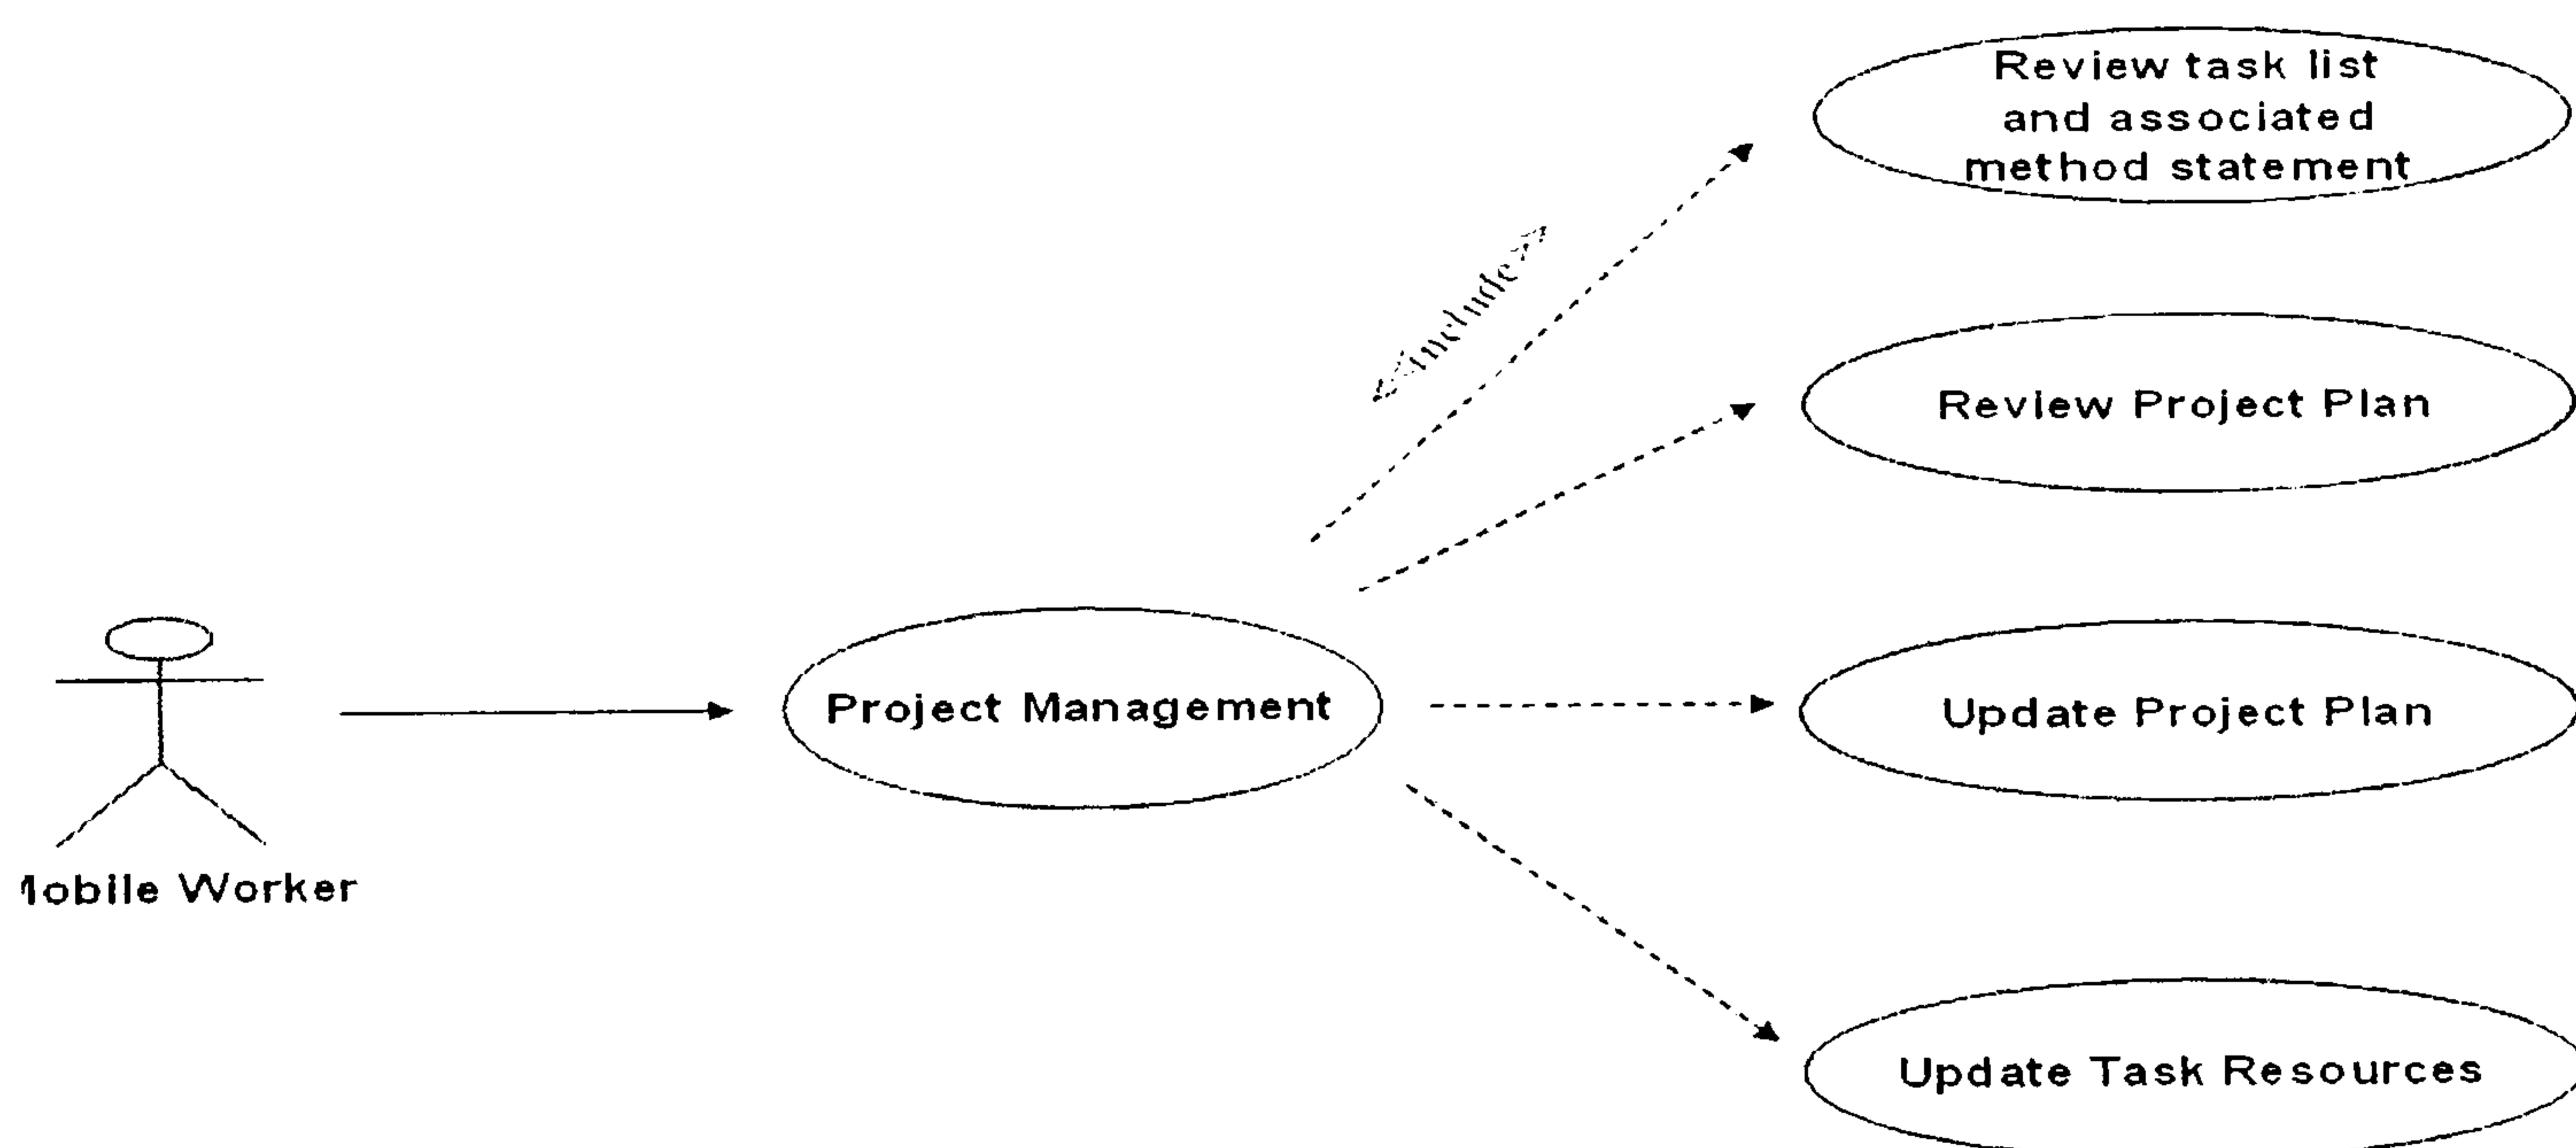 Review task list
and associated
method statement
<include>
Review Project Plan
Project Management
Update Project Plan
Mobile Worker
Update Task Resources